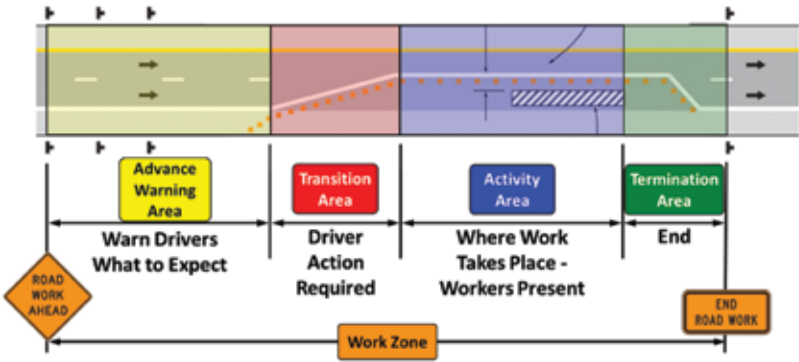 Advance
Warning
Area
Transition
Area
Activity
Area
Termination
Area
Warn Drivers
What to Expect
Driver
Action
Required
Where Work
Takes Place -
Workers Present
End
ROAD
WORK
AHEAD
END
ROAD WORK
Work Zone